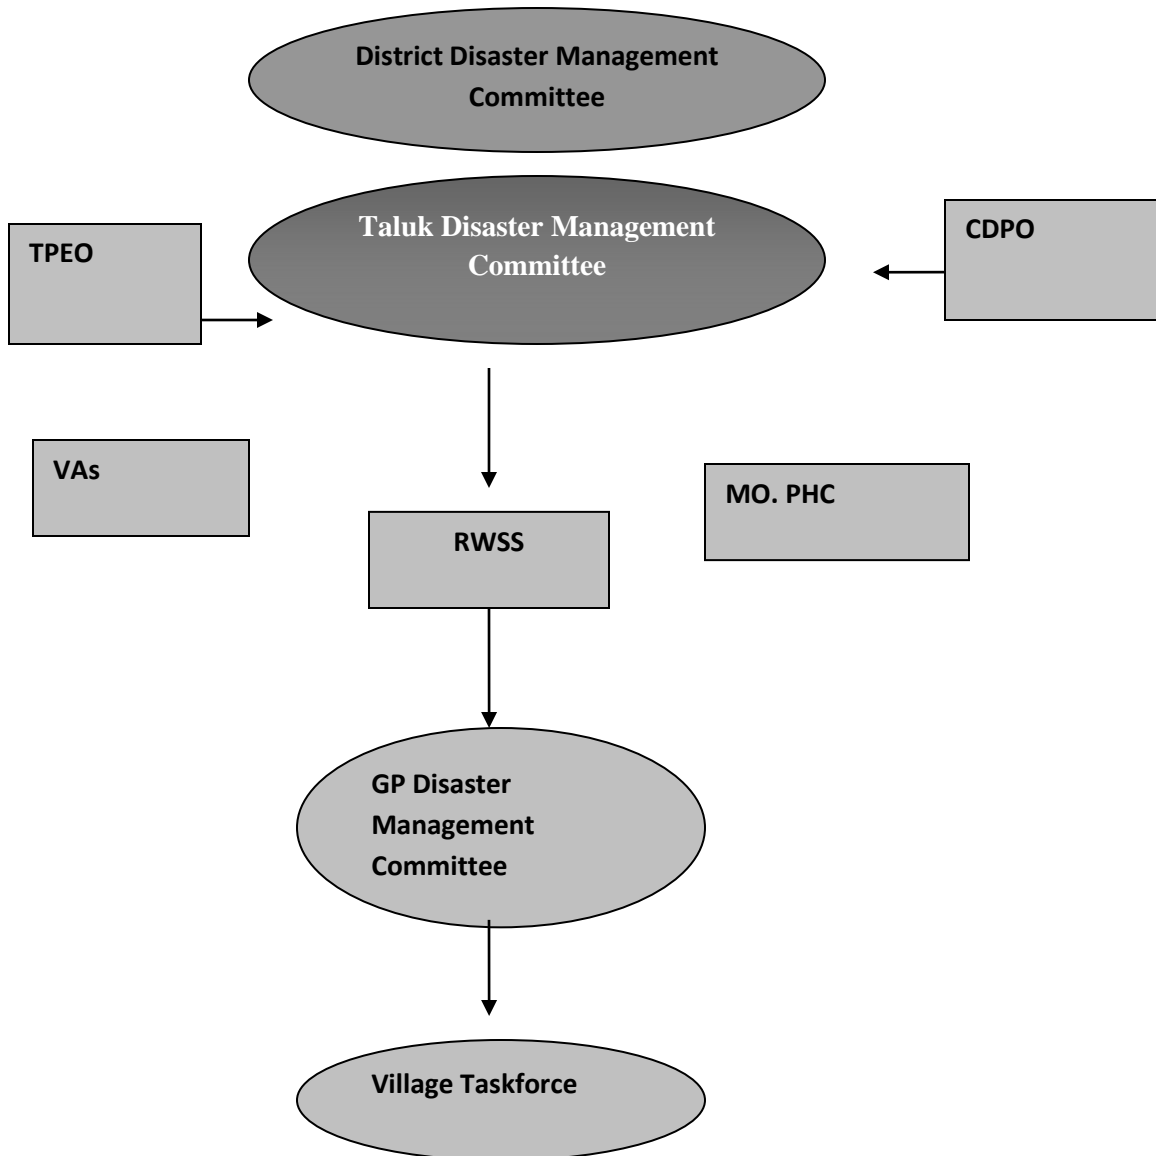 District Disaster Management
Committee
Taluk Disaster Management
Committee
TPEO
CDPO
VAs
MO. PHC
RWSS
GP Disaster
Management
Committee
Village Taskforce